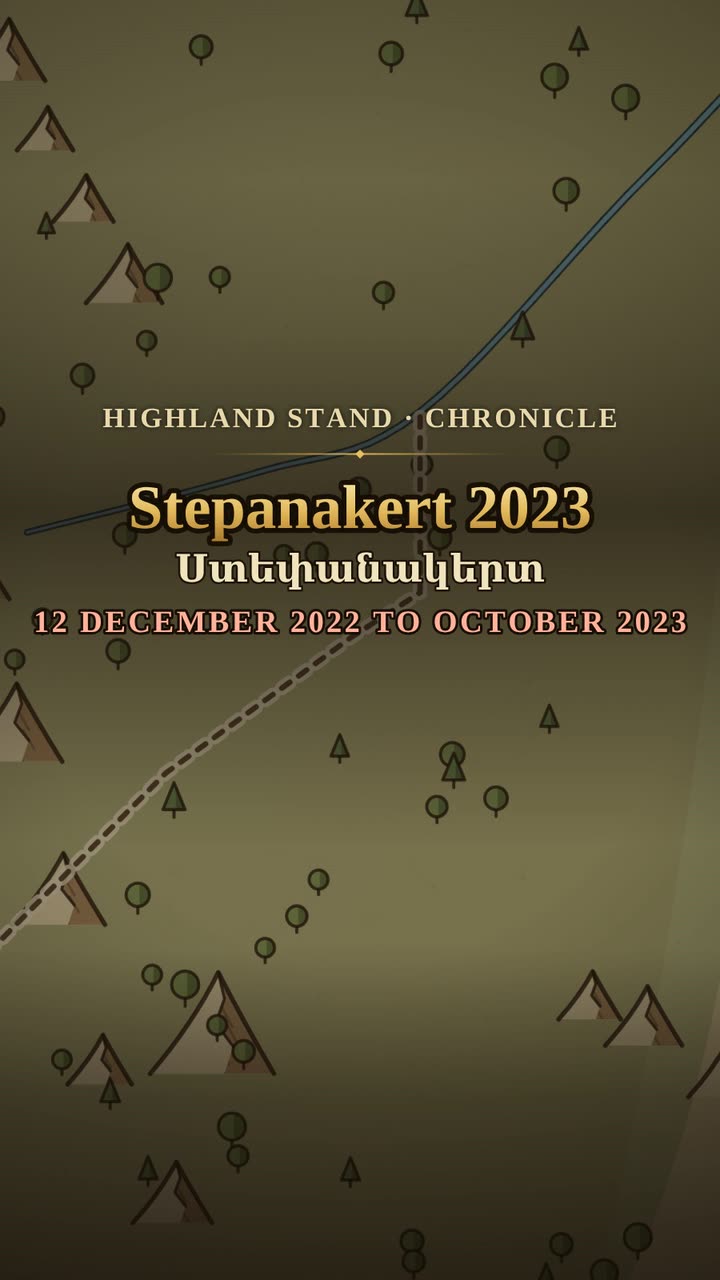 HIGHLAND STAND · CHRONICLE
Stepanakert 2023
Ստեփանակերտ
12 DECEMBER 2022 TO OCTOBER 2023